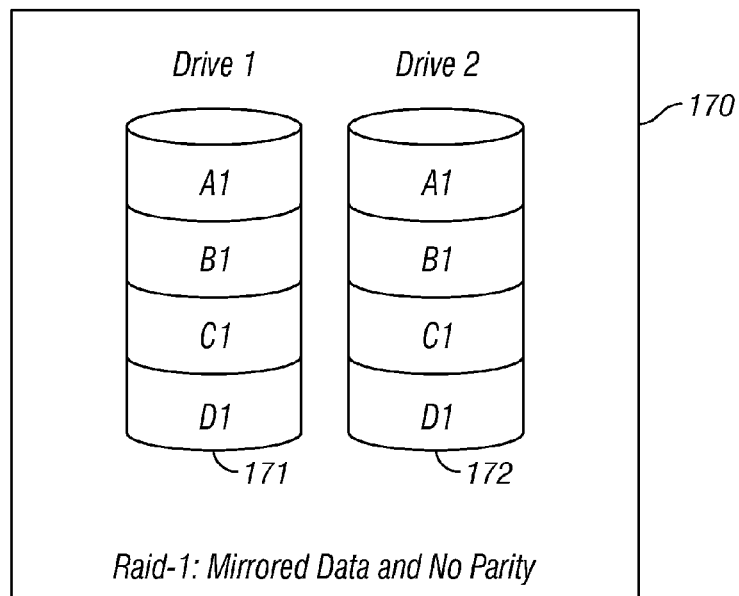 Drive 1 Drive 2
170
A1 A1
B1 B1
C1 C1
D1 D1
171 172
Raid-1: Mirrored Data and No Parity